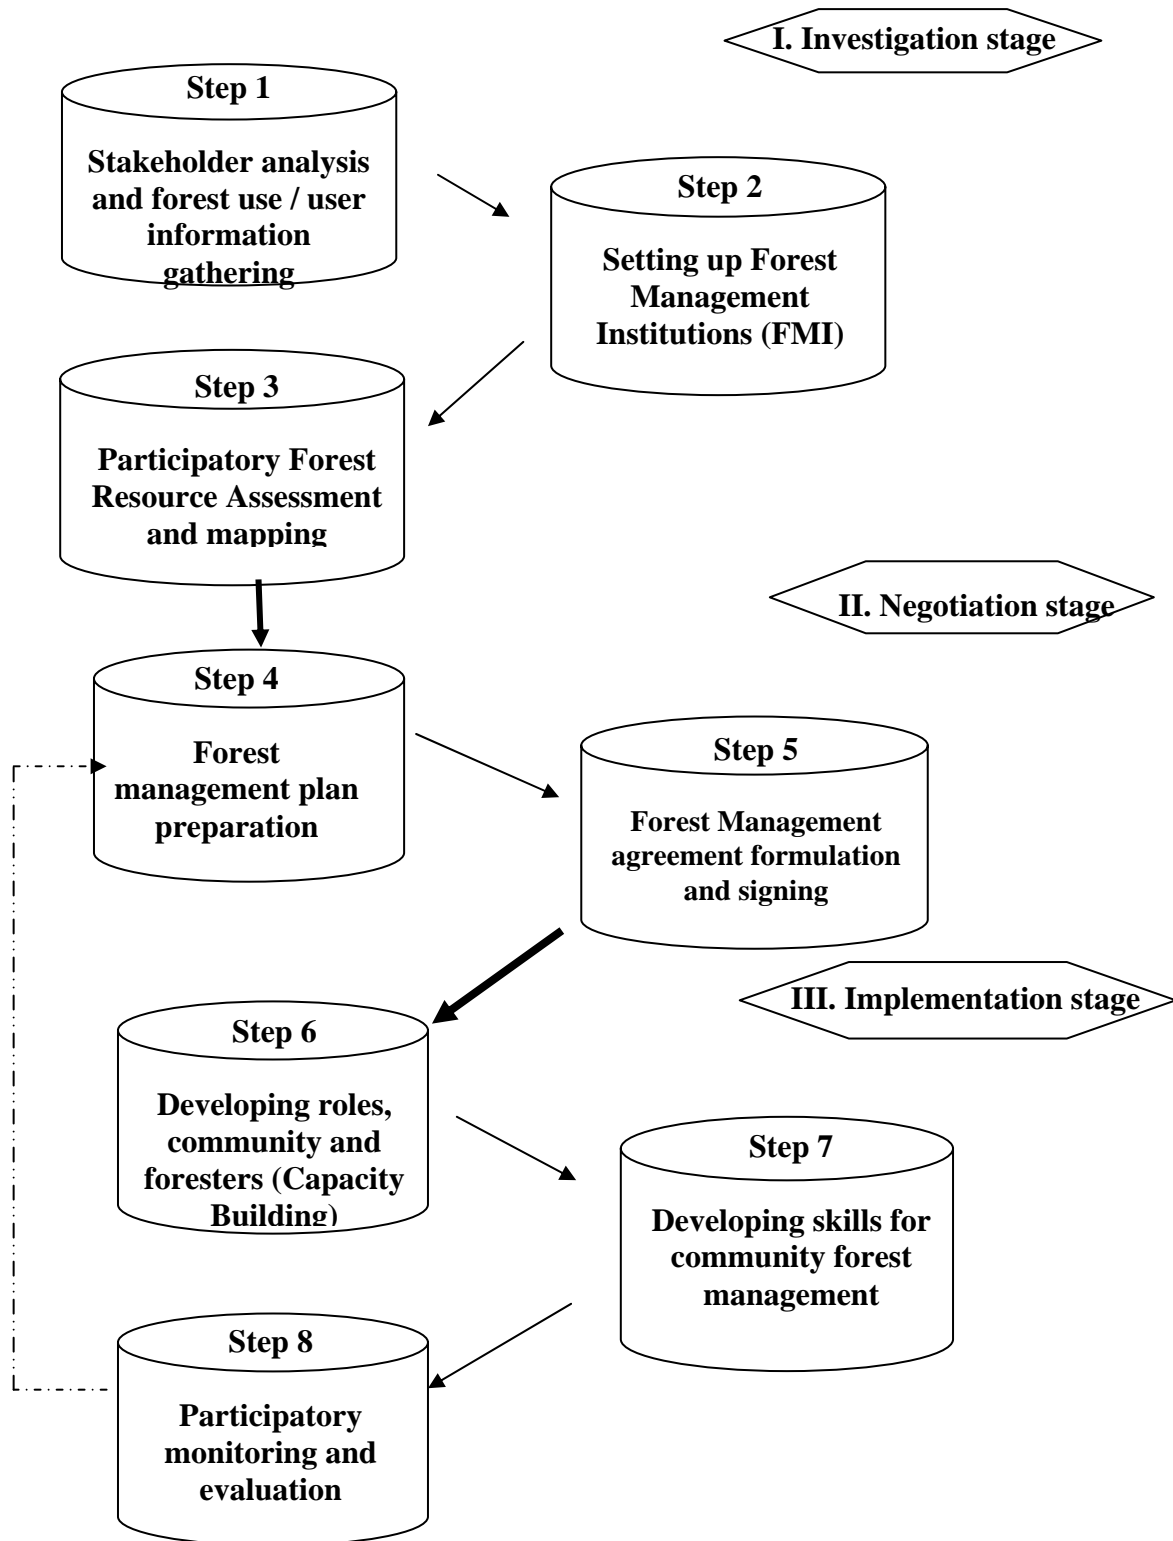 I. Investigation stage
Step 1
Stakeholder analysis
and forest use / user
information
gathering
Step 2
Setting up Forest
Management
Institutions (FMI)
Step 3
Participatory Forest
Resource Assessment
and mapping
II. Negotiation stage
Step 4
Forest
management plan
preparation
Step 5
Forest Management
agreement formulation
and signing
III. Implementation stage
Step 6
Developing roles,
community and
foresters (Capacity
Building)
Step 7
Developing skills for
community forest
management
Step 8
Participatory
monitoring and
evaluation